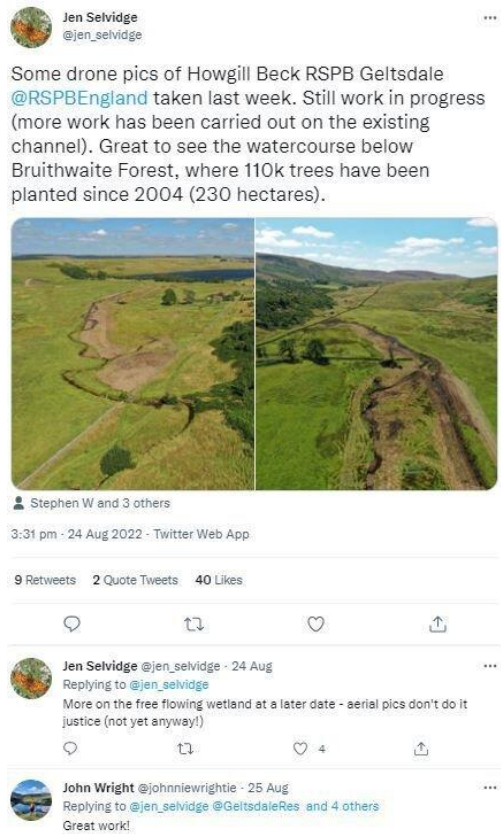 Jen Selvidge
@jen_selvidge
Some drone pics of Howgill Beck RSPB Geltsdale
@RSPBEngland taken last week. Still work in progress
(more work has been carried out on the existing
channel). Great to see the watercourse below
Bruithwaite Forest, where 110k trees have been
planted since 2004 (230 hectares).
Stephen W and 3 others
3:31 pm · 24 Aug 2022 · Twitter Web App
9 Retweets 2 Quote Tweets 40 Likes
Jen Selvidge @jen_selvidge · 24 Aug
Replying to @jen_selvidge
More on the free flowing wetland at a later date - aerial pics don't do it
justice (not yet anyway!)
4
John Wright @johnniewrightie · 25 Aug
Replying to @jen_selvidge @GeltsdaleRes and 4 others
Great work!